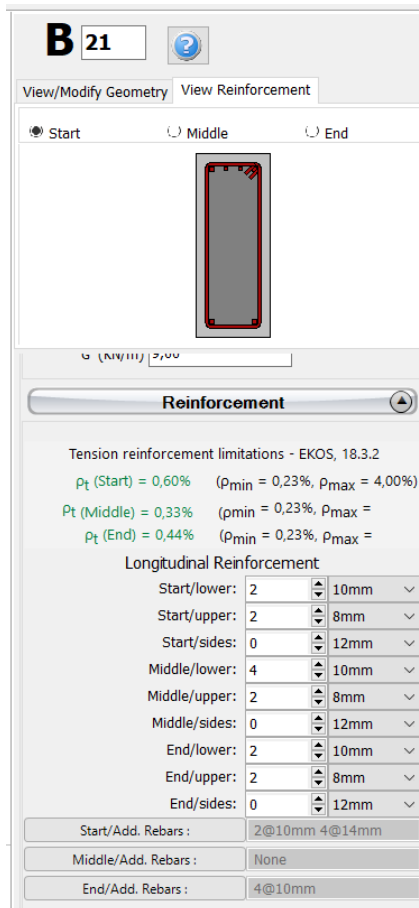 B 21
View/Modify Geometry View Reinforcement
Start Middle End
G (KN/m) 9,00
Reinforcement
Tension reinforcement limitations - EKOS, 18.3.2
ρt (Start) = 0,60% (ρmin = 0,23%, ρmax = 4,00%)
ρt (Middle) = 0,33% (ρmin = 0,23%, ρmax =
ρt (End) = 0,44% (ρmin = 0,23%, ρmax =
Longitudinal Reinforcement
Start/lower: 2 10mm
Start/upper: 2 8mm
Start/sides: 0 12mm
Middle/lower: 4 10mm
Middle/upper: 2 8mm
Middle/sides: 0 12mm
End/lower: 2 10mm
End/upper: 2 8mm
End/sides: 0 12mm
Start/Add. Rebars : 2@10mm 4@14mm
Middle/Add. Rebars : None
End/Add. Rebars : 4@10mm